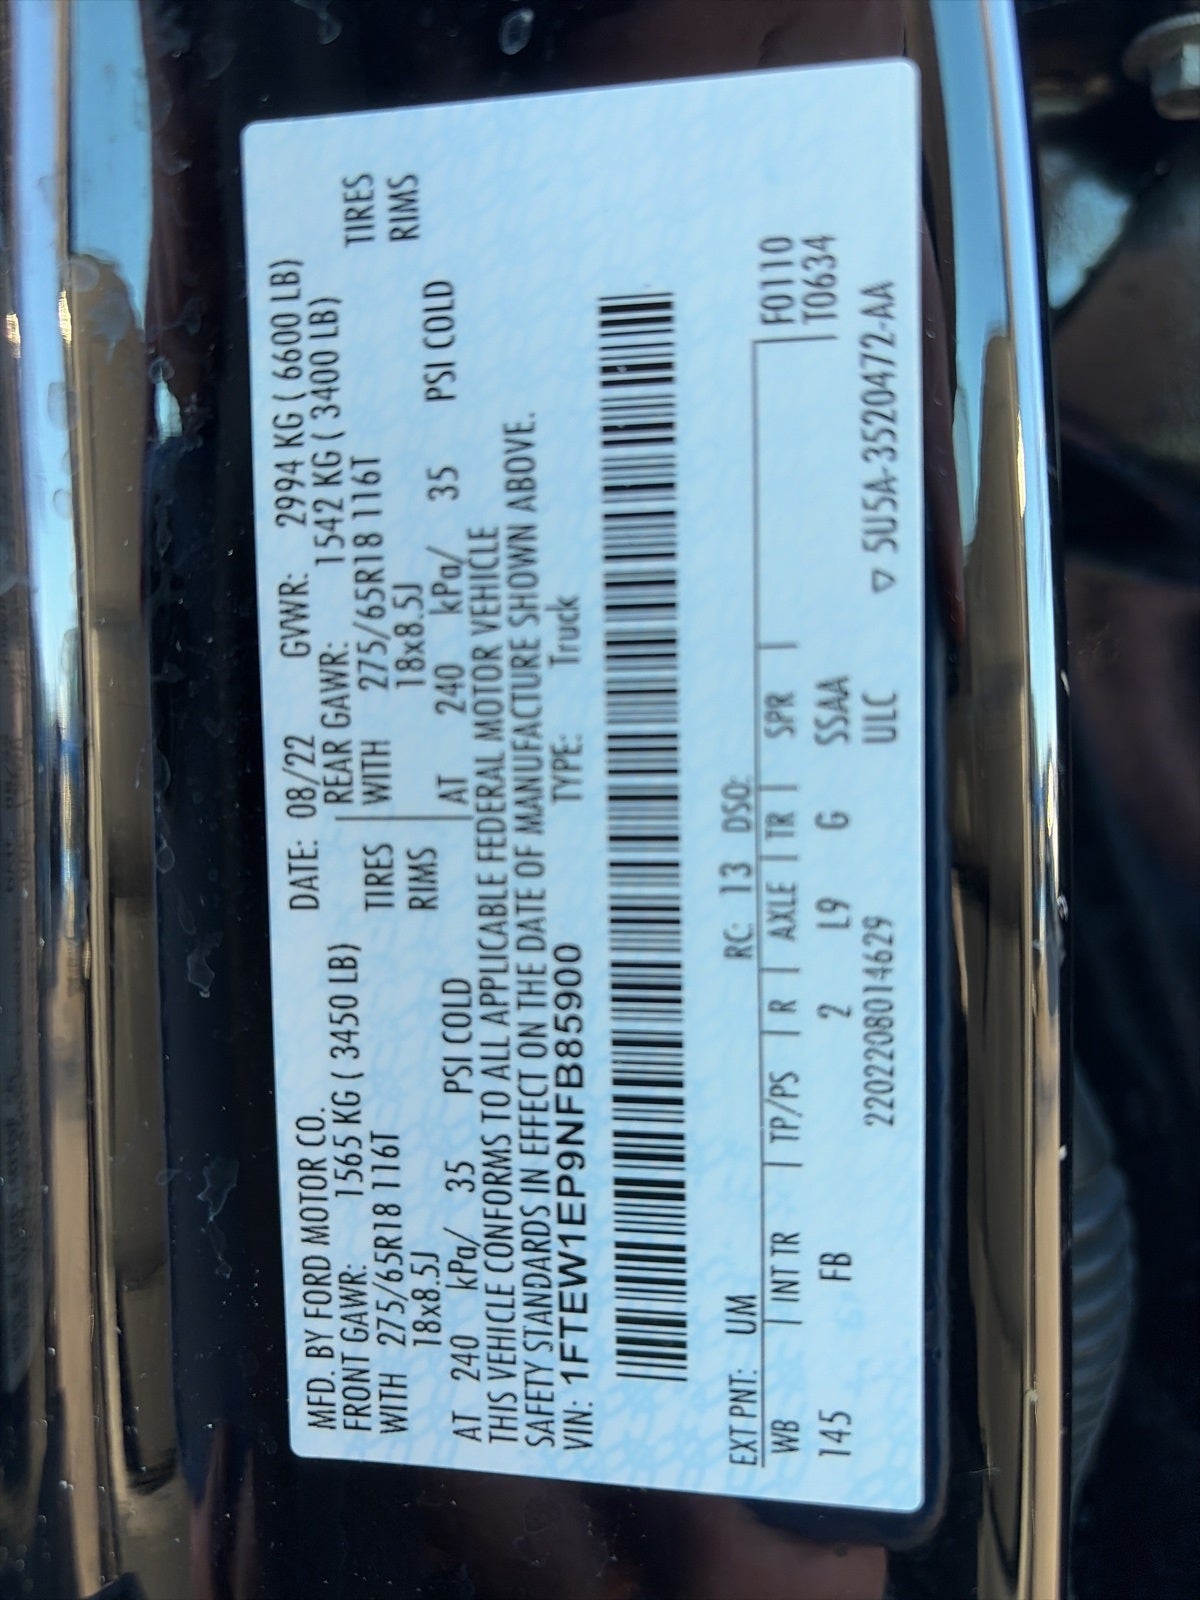 MFD. BY FORD MOTOR CO. DATE: 08/22 GVWR: 2994 KG ( 6600 LB)
FRONT GAWR: 1565 KG ( 3450 LB) REAR GAWR: 1542 KG ( 3400 LB)
WITH 275/65R18 116T TIRES WITH 275/65R18 116T TIRES
18x8.5J RIMS 18x8.5J RIMS
AT 240 kPa/ 35 PSI COLD AT 240 kPa/ 35 PSI COLD
THIS VEHICLE CONFORMS TO ALL APPLICABLE FEDERAL MOTOR VEHICLE
SAFETY STANDARDS IN EFFECT ON THE DATE OF MANUFACTURE SHOWN ABOVE.
VIN: 1FTEW1EP9NFB85900 TYPE: Truck
EXT PNT: UM RC: 13 DSO:
WB INT TR TP/PS R AXLE TR SPR F0110
145 FB 2 L9 G SSAA T0634
2202208014629 ULC ▽ 5U5A-3520472-AA